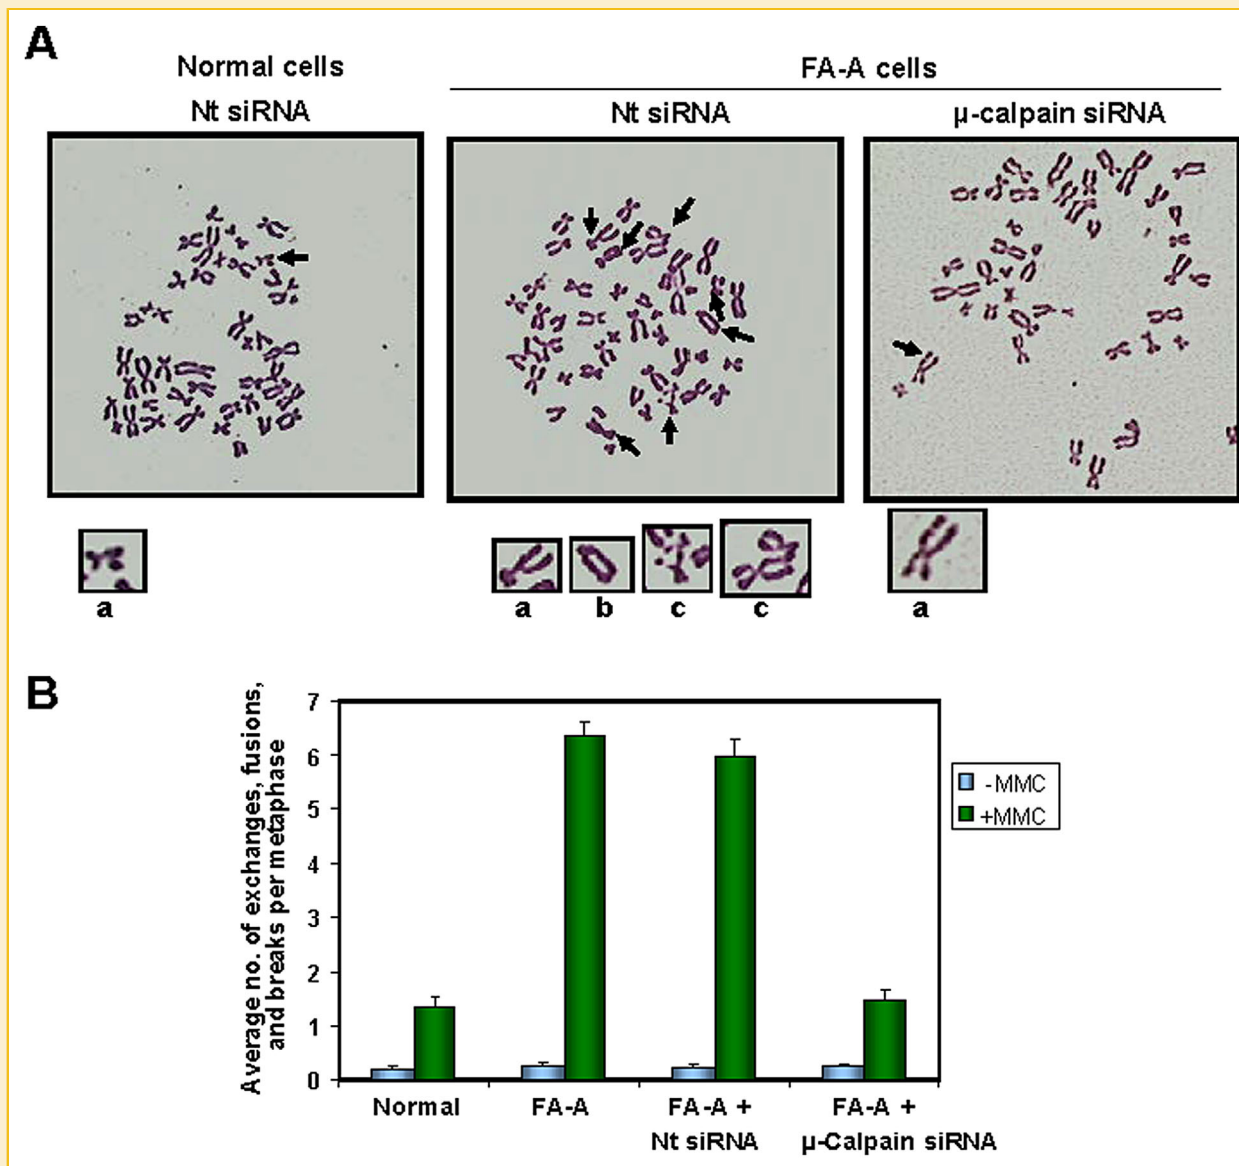 A
Normal cells
FA-A cells
Nt siRNA
Nt siRNA
μ-calpain siRNA
a
a
b
c
c
a
B
Average no. of exchanges, fusions,
and breaks per metaphase
7
6
5
4
3
2
1
0
-MMC
+MMC
Normal
FA-A
FA-A +
Nt siRNA
FA-A +
μ-Calpain siRNA